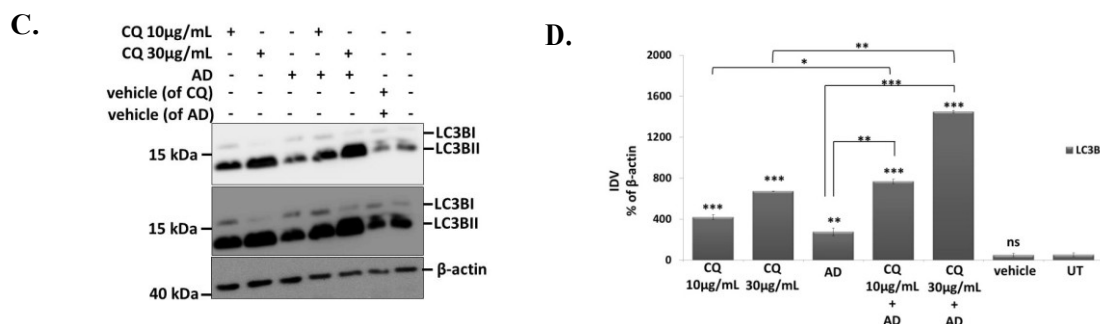 C.
CQ 10µg/mL + - - + - - -
CQ 30µg/mL - + - - + - -
AD - - + + + - -
vehicle (of CQ) - - - - - + -
vehicle (of AD) - - - - - + -
LC3BI
15 kDa LC3BII
LC3BI
15 kDa LC3BII
β-actin
40 kDa
D.
2000
1600
1200
800
400
0
IDV
% of β-actin
**
*
***
**
***
***
**
***
***
ns
LC3B
CQ
10µg/mL
CQ
30µg/mL
AD
CQ
10µg/mL
+
AD
CQ
30µg/mL
+
AD
vehicle
UT